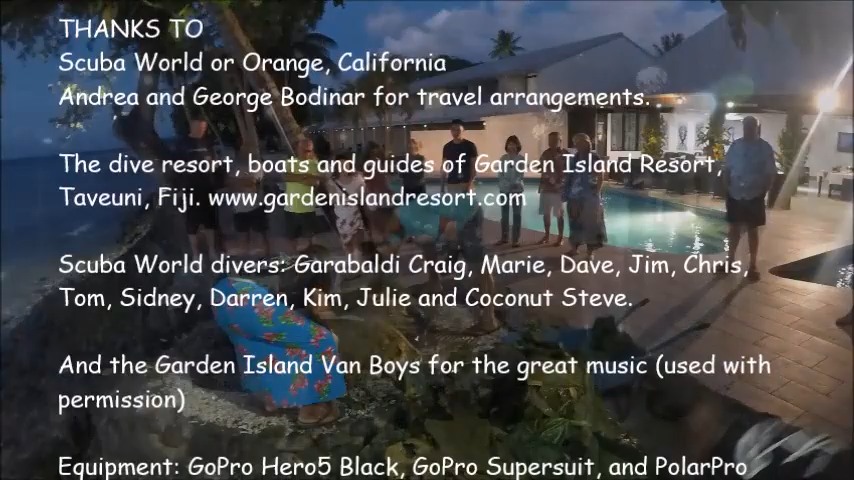 THANKS TO
Scuba World or Orange, California
Andrea and George Bodinar for travel arrangements.
The dive resort, boats and guides of Garden Island Resort,
Taveuni, Fiji. www.gardenislandresort.com
Scuba World divers: Garabaldi Craig, Marie, Dave, Jim, Chris,
Tom, Sidney, Darren, Kim, Julie and Coconut Steve.
And the Garden Island Van Boys for the great music (used with
permission)
Equipment: GoPro Hero5 Black, GoPro Supersuit, and PolarPro